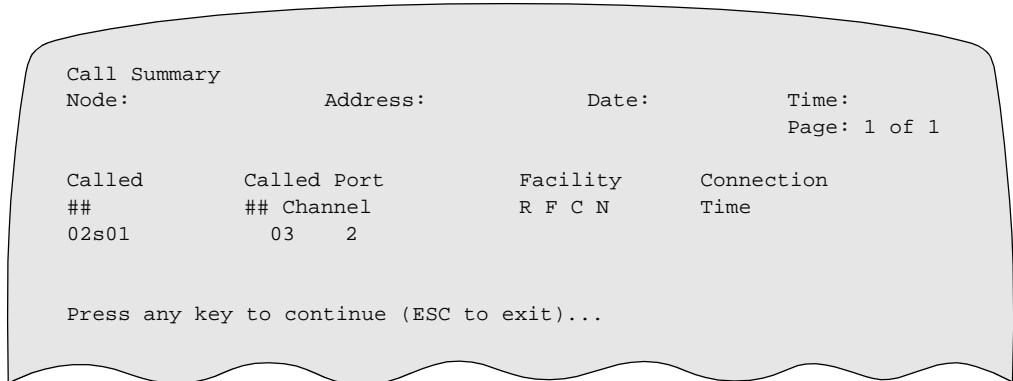 Call Summary
Node: Address: Date: Time:
Page: 1 of 1
Called Called Port Facility Connection
## ## Channel R F C N Time
02s01 03 2
Press any key to continue (ESC to exit)...